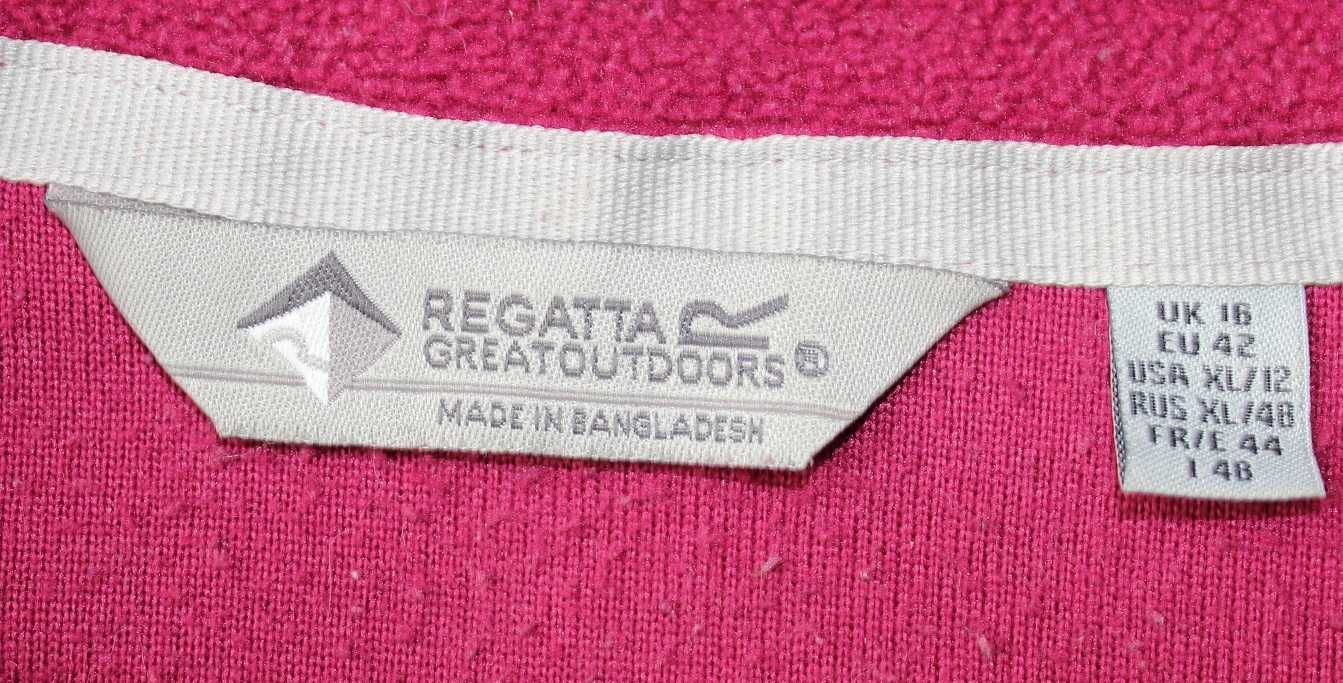 REGATTA
GREATOUTDOORS®
MADE IN BANGLADESH
UK 16
EU 42
USA XL/12
RUS XL/48
FR/E 44
I 48